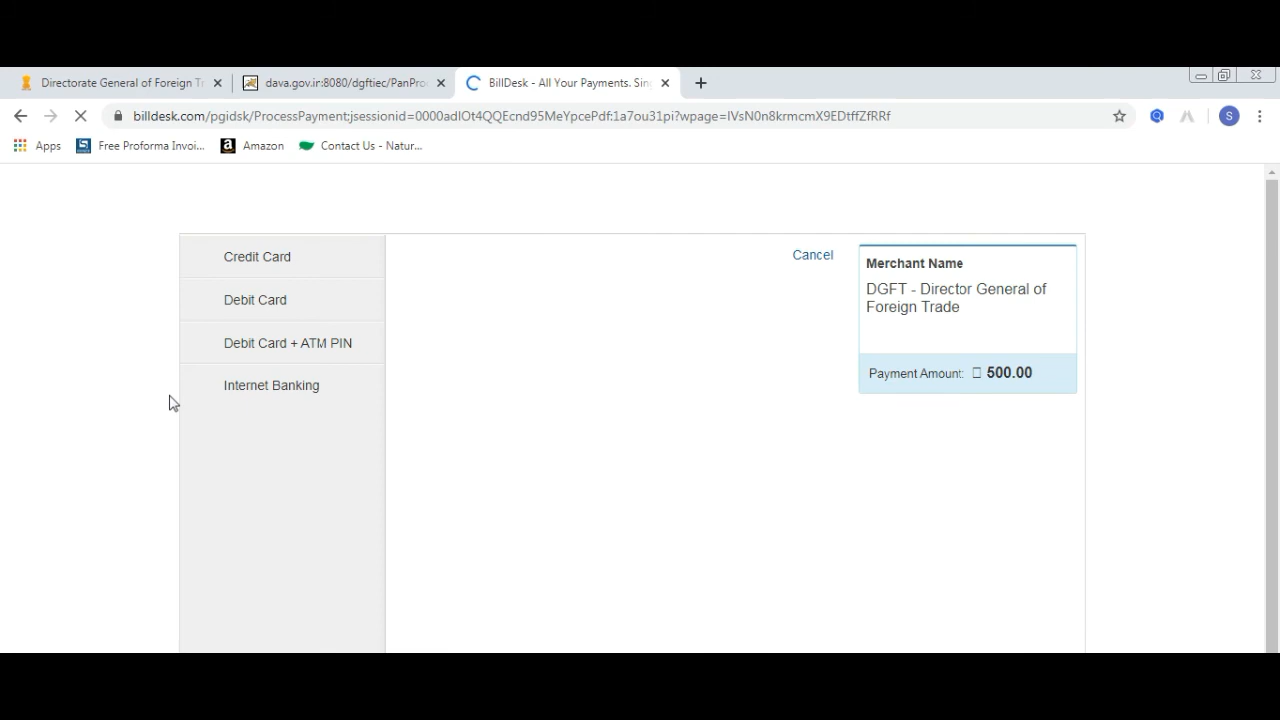 Directorate General of Foreign Tr
dava.gov.ir:8080/dgftiec/PanPro
BillDesk - All Your Payments. Sin
billdesk.com/pgidsk/ProcessPayment;jsessionid=0000adIOt4QQEcnd95MeYpcePdf:1a7ou31pi?wpage=IVsN0n8krmcmX9EDtffZfRRf
S
Apps
Free Proforma Invoi...
a
Amazon
Contact Us - Natur...
Credit Card
Debit Card
Debit Card + ATM PIN
Internet Banking
Cancel
Merchant Name
DGFT - Director General of
Foreign Trade
Payment Amount: 500.00